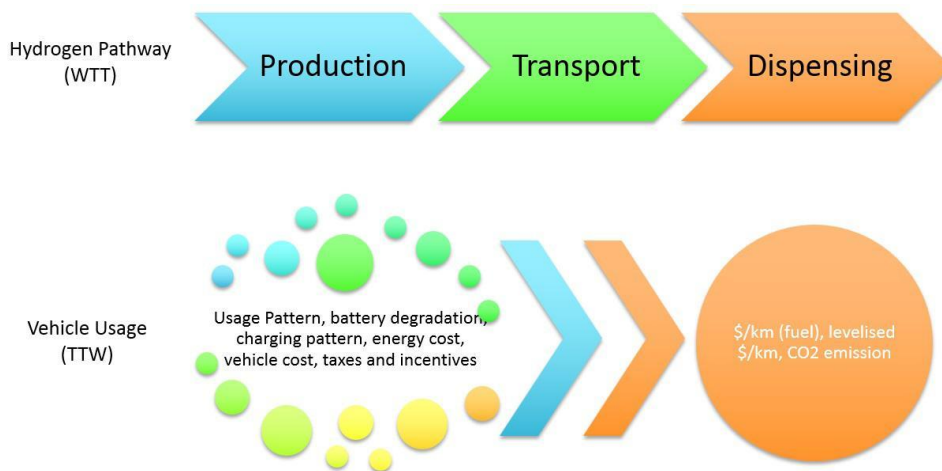 Hydrogen Pathway
(WTT)
Production
Transport
Dispensing
Vehicle Usage
(TTW)
Usage Pattern, battery degradation,
charging pattern, energy cost,
vehicle cost, taxes and incentives
$/km (fuel), levelised
$/km, CO2 emission